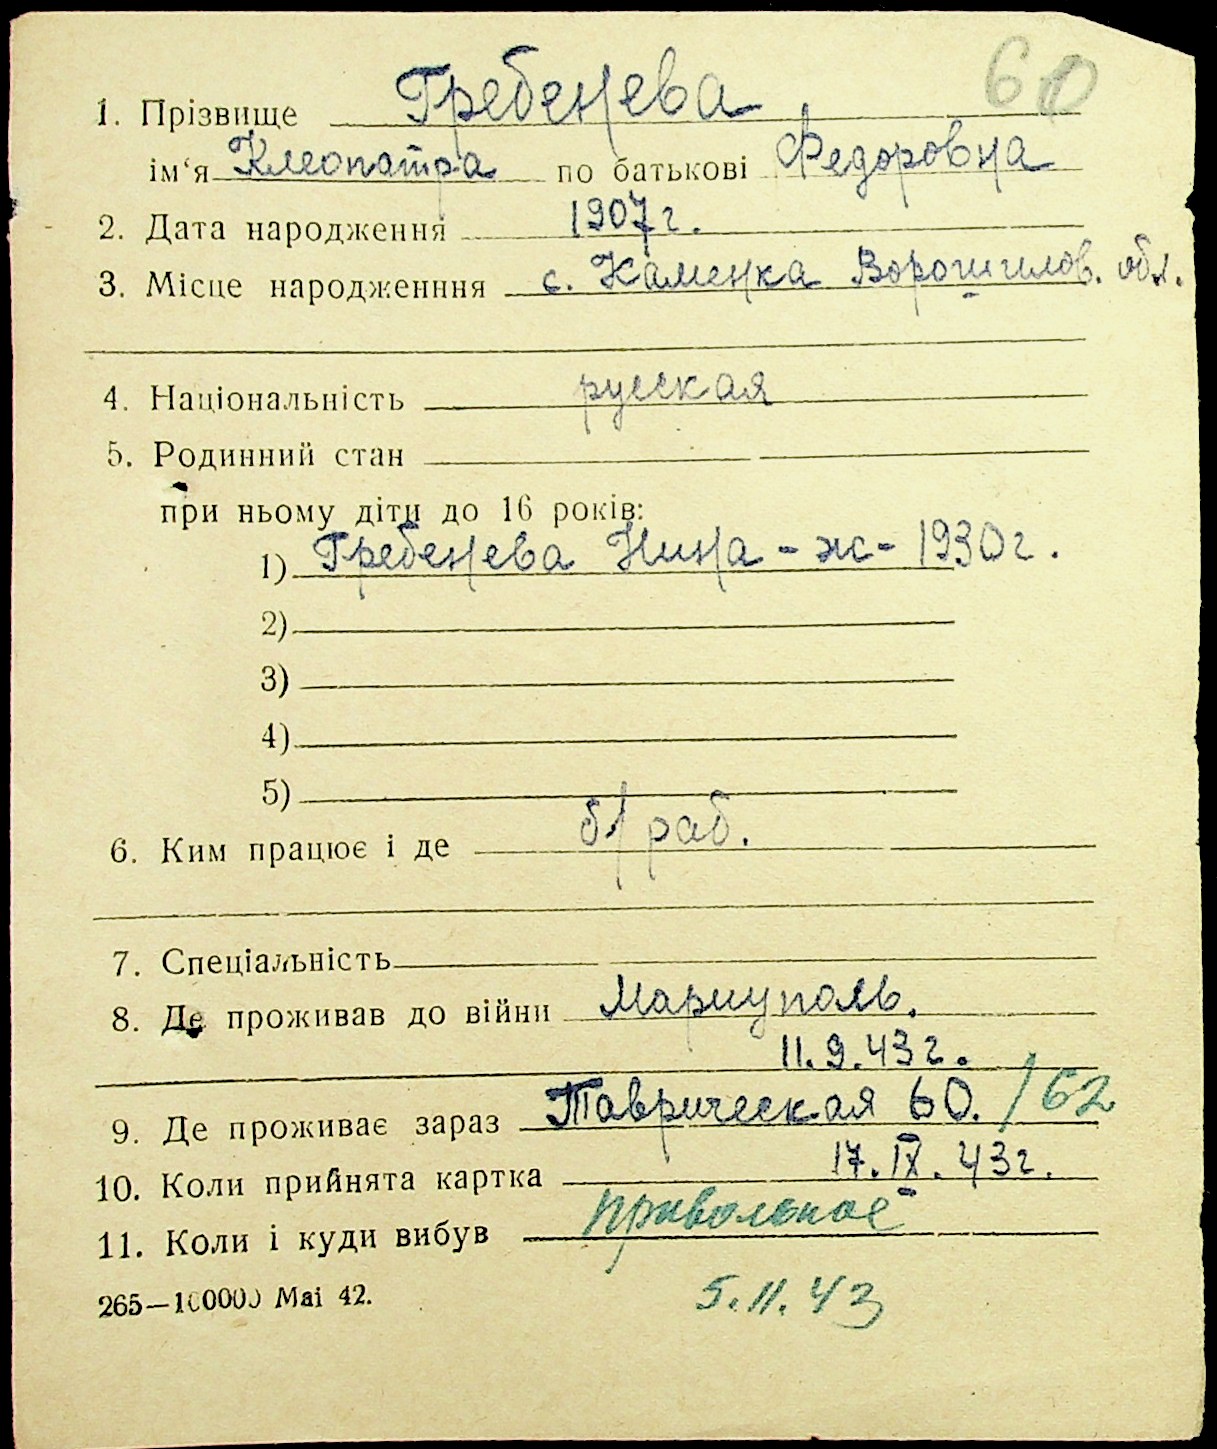 60
1. Прізвище Гребенева
ім‘я Клеопатра по батькові Федоровна
2. Дата народження 1907г.
3. Місце народженння с. Каменка Ворошилов. обл.
4. Національність русская
5. Родинний стан
при ньому діти до 16 років:
1) Гребенева Нина - ж - 1930г.
2)
3)
4)
5)
6. Ким працює і де б/раб.
7. Спеціальність
8. Де проживав до війни Мариуполь.
11.9.43г.
9. Де проживає зараз Таврическая 60. /62
10. Коли прийнята картка 17.IX.43г.
11. Коли і куди вибув Привольное
265—100000 Mai 42.
5.11.43